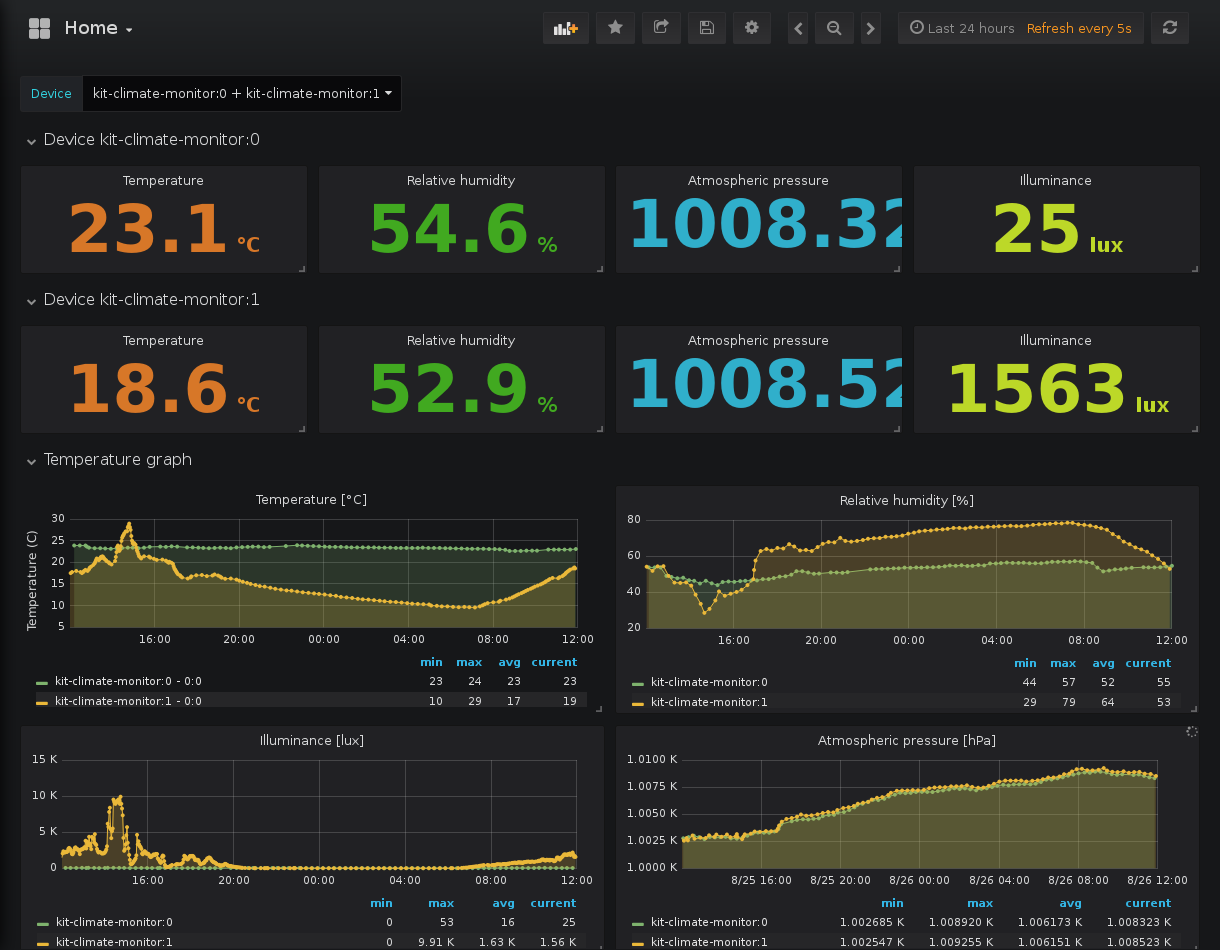 Home
Last 24 hours Refresh every 5s
Device kit-climate-monitor:0 + kit-climate-monitor:1
Device kit-climate-monitor:0
Temperature Relative humidity Atmospheric pressure Illuminance
23.1 °C 54.6 % 1008.32 25 lux
Device kit-climate-monitor:1
Temperature Relative humidity Atmospheric pressure Illuminance
18.6 °C 52.9 % 1008.52 1563 lux
Temperature graph
Temperature [°C]
Temperature (C)
30
25
20
15
10
5
16:00 20:00 00:00 04:00 08:00 12:00
min max avg current
kit-climate-monitor:0 - 0:0 23 24 23 23
kit-climate-monitor:1 - 0:0 10 29 17 19
Relative humidity [%]
80
60
40
20
16:00 20:00 00:00 04:00 08:00 12:00
min max avg current
kit-climate-monitor:0 44 57 52 55
kit-climate-monitor:1 29 79 64 53
Illuminance [lux]
15 K
10 K
5 K
0
16:00 20:00 00:00 04:00 08:00 12:00
min max avg current
kit-climate-monitor:0 0 53 16 25
kit-climate-monitor:1 0 9.91 K 1.63 K 1.56 K
Atmospheric pressure [hPa]
1.0100 K
1.0075 K
1.0050 K
1.0025 K
1.0000 K
8/25 16:00 8/25 20:00 8/26 00:00 8/26 04:00 8/26 08:00 8/26 12:00
min max avg current
kit-climate-monitor:0 1.002685 K 1.008920 K 1.006173 K 1.008323 K
kit-climate-monitor:1 1.002547 K 1.009255 K 1.006151 K 1.008523 K